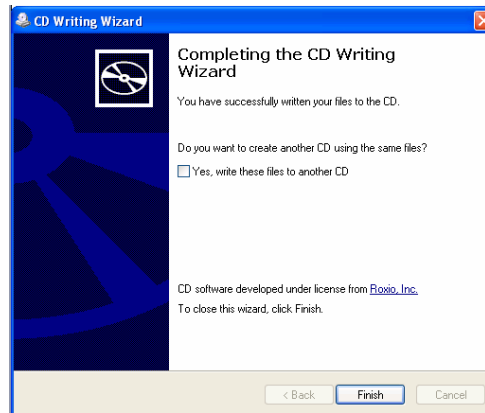 CD Writing Wizard
Completing the CD Writing
Wizard
You have successfully written your files to the CD.
Do you want to create another CD using the same files?
Yes, write these files to another CD
CD software developed under license from Roxio, Inc.
To close this wizard, click Finish.
< Back Finish Cancel